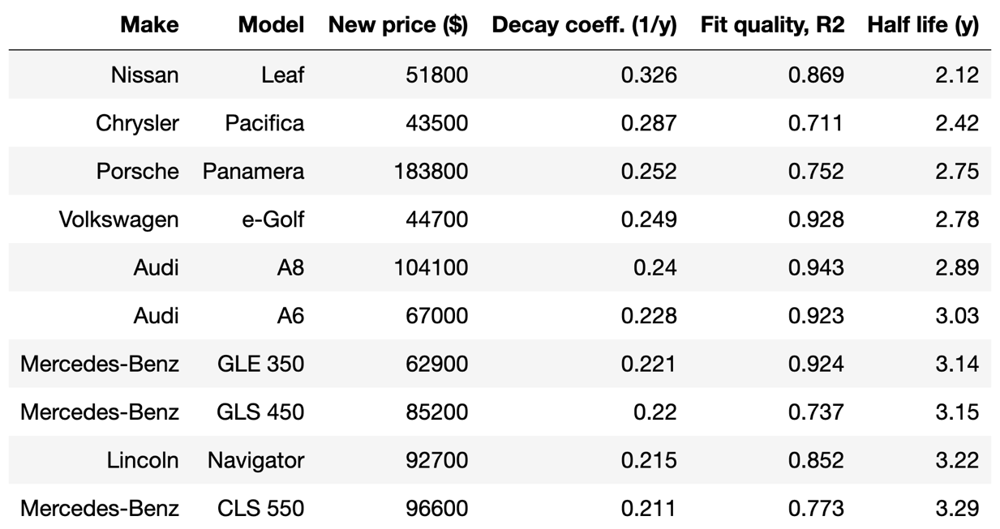 Make Model New price ($) Decay coeff. (1/y) Fit quality, R2 Half life (y)
Nissan Leaf 51800 0.326 0.869 2.12
Chrysler Pacifica 43500 0.287 0.711 2.42
Porsche Panamera 183800 0.252 0.752 2.75
Volkswagen e-Golf 44700 0.249 0.928 2.78
Audi A8 104100 0.24 0.943 2.89
Audi A6 67000 0.228 0.923 3.03
Mercedes-Benz GLE 350 62900 0.221 0.924 3.14
Mercedes-Benz GLS 450 85200 0.22 0.737 3.15
Lincoln Navigator 92700 0.215 0.852 3.22
Mercedes-Benz CLS 550 96600 0.211 0.773 3.29